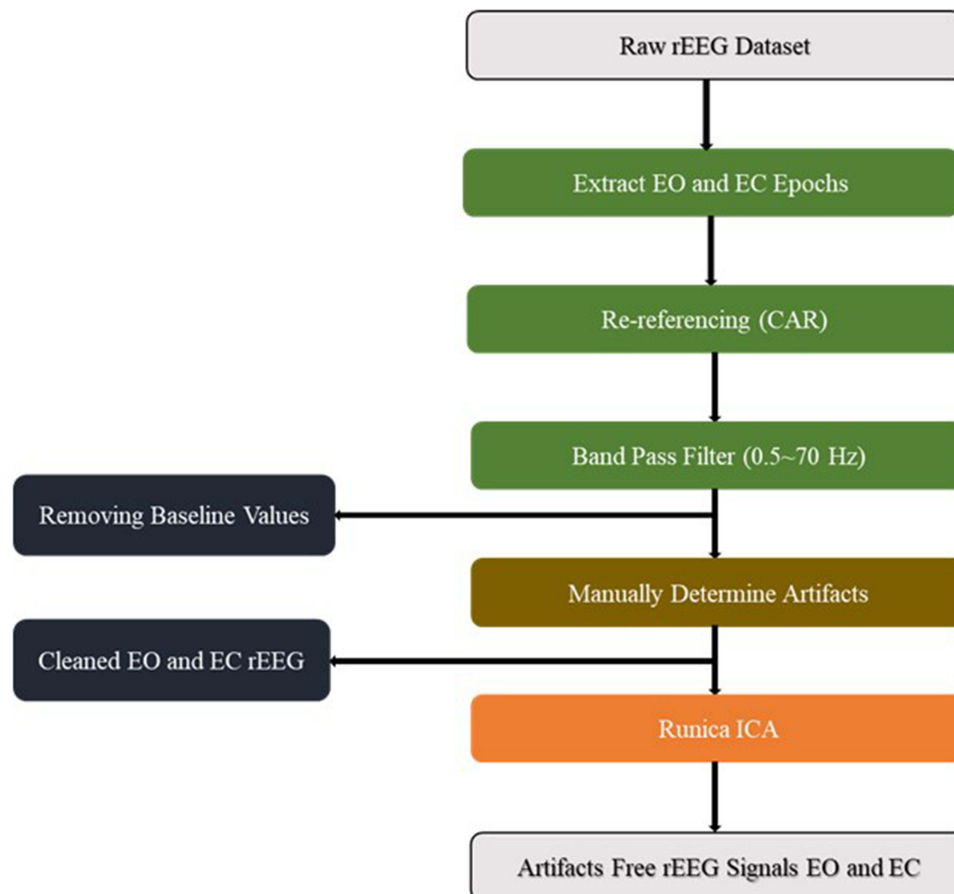 Raw rEEG Dataset
Extract EO and EC Epochs
Re-referencing (CAR)
Band Pass Filter (0.5~70 Hz)
Removing Baseline Values
Manually Determine Artifacts
Cleaned EO and EC rEEG
Runica ICA
Artifacts Free rEEG Signals EO and EC